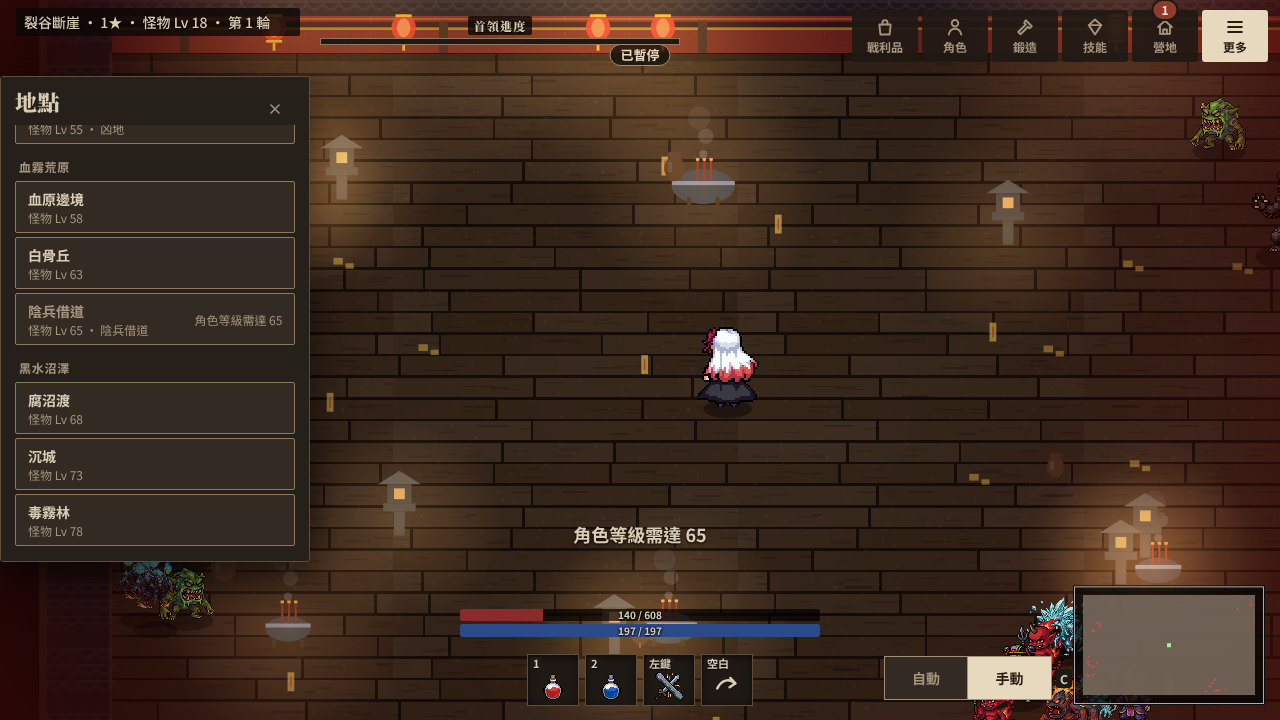 裂谷斷崖 · 1★ · 怪物 Lv 18 · 第 1 輪
首領進度
已暫停
戰利品
角色
鍛造
技能
1
營地
更多
地點
怪物 Lv 55 · 凶地
血霧荒原
血原邊境
怪物 Lv 58
白骨丘
怪物 Lv 63
陰兵借道
怪物 Lv 65 · 陰兵借道
角色等級需達 65
黑水沼澤
腐沼渡
怪物 Lv 68
沉城
怪物 Lv 73
毒霧林
怪物 Lv 78
角色等級需達 65
140 / 608
197 / 197
1
2
左鍵
空白
自動
手動
C